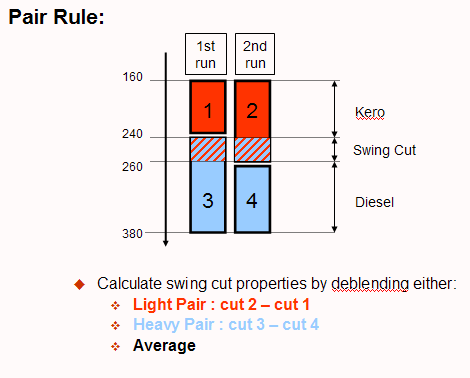 Pair Rule:
1st run
2nd run
160
1
2
Kero
240
Swing Cut
260
3
4
Diesel
380
Calculate swing cut properties by deblending either:
Light Pair : cut 2 – cut 1
Heavy Pair : cut 3 – cut 4
Average